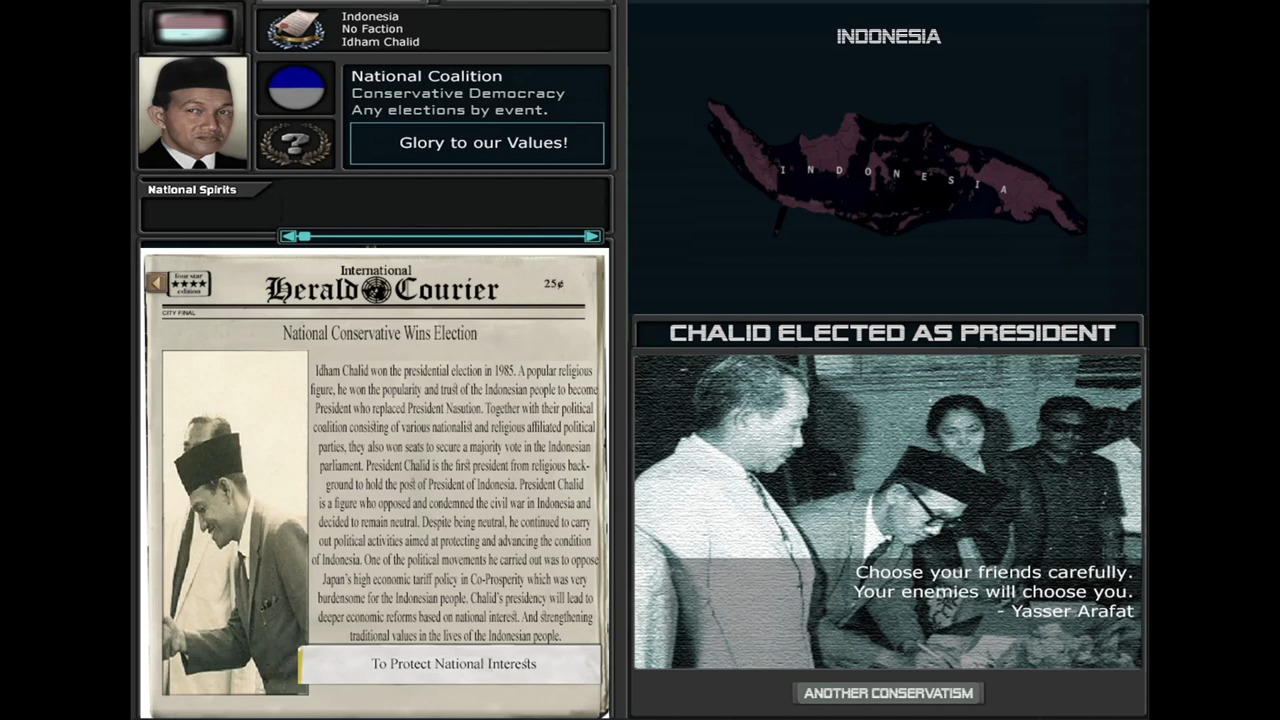 Indonesia
No Faction
Idham Chalid
National Coalition
Conservative Democracy
Any elections by event.
Glory to our Values!
National Spirits
International
Herald Courier
four star
edition
25¢
CITY FINAL
National Conservative Wins Election
Idham Chalid won the presidential election in 1985. A popular religious
figure, he won the popularity and trust of the Indonesian people to become
President who replaced President Nasution. Together with their political
coalition consisting of various nationalist and religious affiliated political
parties, they also won seats to secure a majority vote in the Indonesian
parliament. President Chalid is the first president from religious back-
ground to hold the post of President of Indonesia. President Chalid
is a figure who opposed and condemned the civil war in Indonesia and
decided to remain neutral. Despite being neutral, he continued to carry
out political activities aimed at protecting and advancing the condition
of Indonesia. One of the political movements he carried out was to oppose
Japan's high economic tariff policy in Co-Prosperity which was very
burdensome for the Indonesian people. Chalid's presidency will lead to
deeper economic reforms based on national interest. And strengthening
traditional values in the lives of the Indonesian people.
To Protect National Interests
INDONESIA
INDONESIA
CHALID ELECTED AS PRESIDENT
Choose your friends carefully.
Your enemies will choose you.
- Yasser Arafat
ANOTHER CONSERVATISM